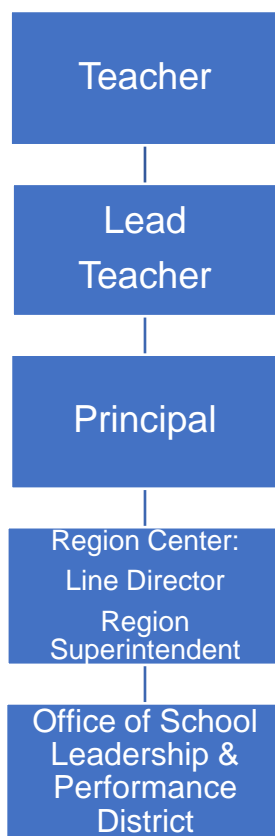 Teacher
Lead
Teacher
Principal
Region Center:
Line Director
Region
Superintendent
Office of School
Leadership &
Performance
District